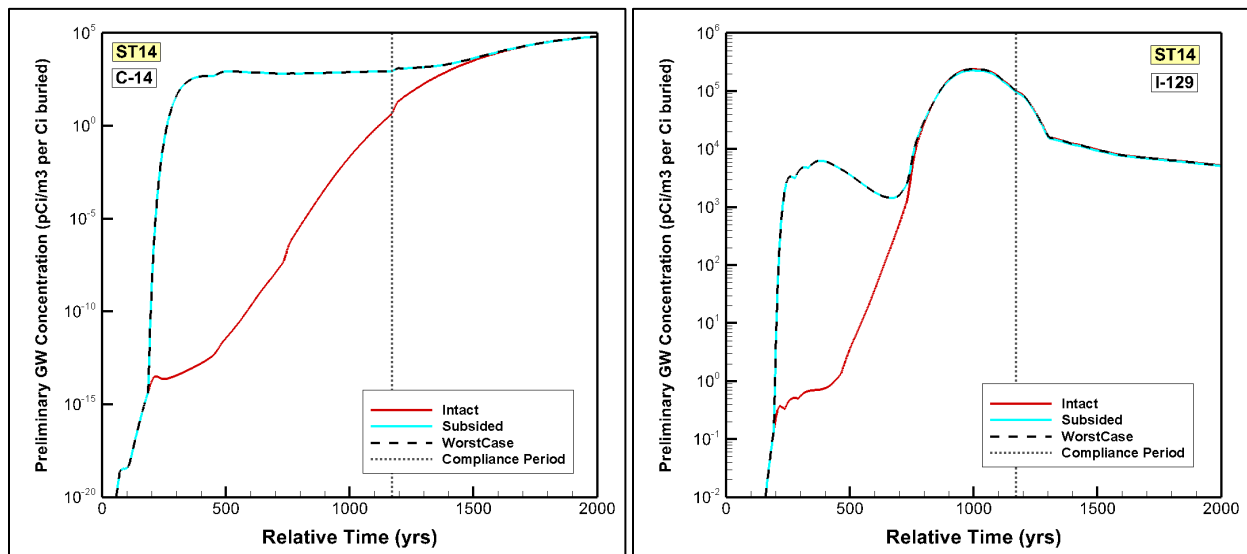 ST14
C-14
Preliminary GW Concentration (pCi/m3 per Ci buried)
10^5
10^0
10^-5
10^-10
10^-15
10^-20
Intact
Subsided
WorstCase
Compliance Period
0
500
1000
1500
2000
Relative Time (yrs)
ST14
I-129
Preliminary GW Concentration (pCi/m3 per Ci buried)
10^6
10^5
10^4
10^3
10^2
10^1
10^0
10^-1
10^-2
Intact
Subsided
WorstCase
Compliance Period
0
500
1000
1500
2000
Relative Time (yrs)